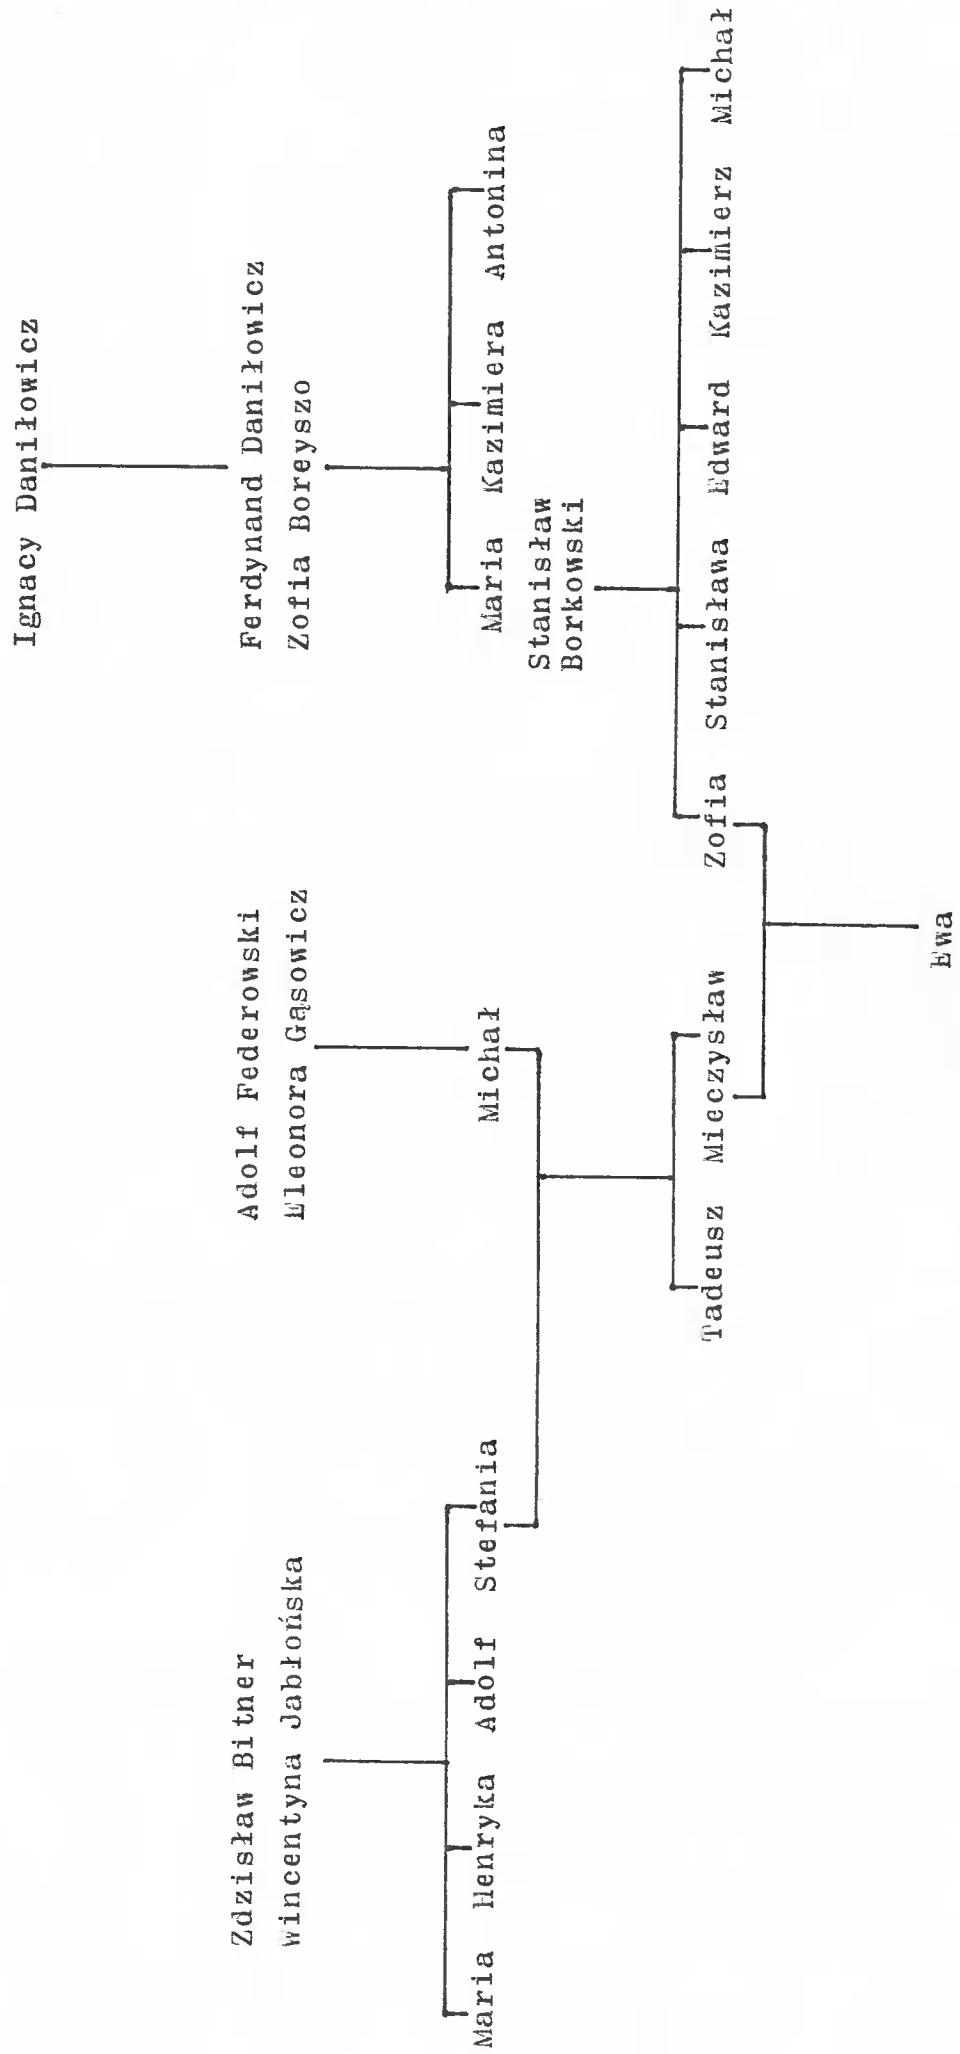 Ignacy Daniłowicz
Zdzisław Bitner
Wincentyna Jabłońska
Adolf Federowski
Eleonora Gąsowicz
Ferdynand Daniłowicz
Zofia Boreyszo
Maria Henryka Adolf Stefania
Michał
Maria Kazimiera Antonina
Stanisław
Borkowski
Tadeusz Mieczysław
Zofia Stanisława Edward Kazimierz Michał
Ewa